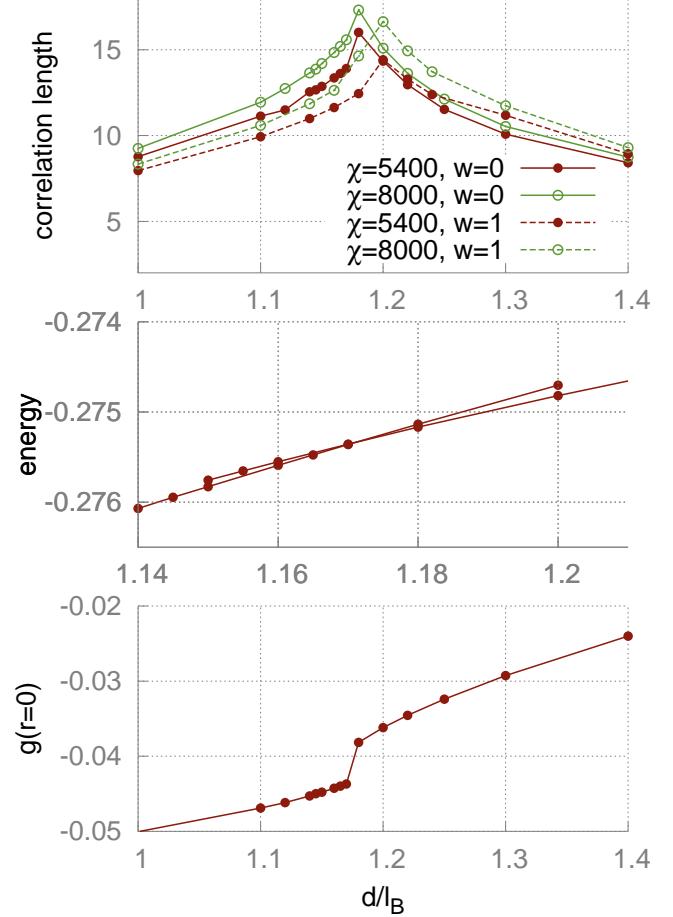 15
10
5
correlation length
χ=5400, w=0
χ=8000, w=0
χ=5400, w=1
χ=8000, w=1
1 1.1 1.2 1.3 1.4
-0.274
-0.275
-0.276
energy
1.14 1.16 1.18 1.2
-0.02
-0.03
-0.04
-0.05
g(r=0)
1 1.1 1.2 1.3 1.4
d/l_B